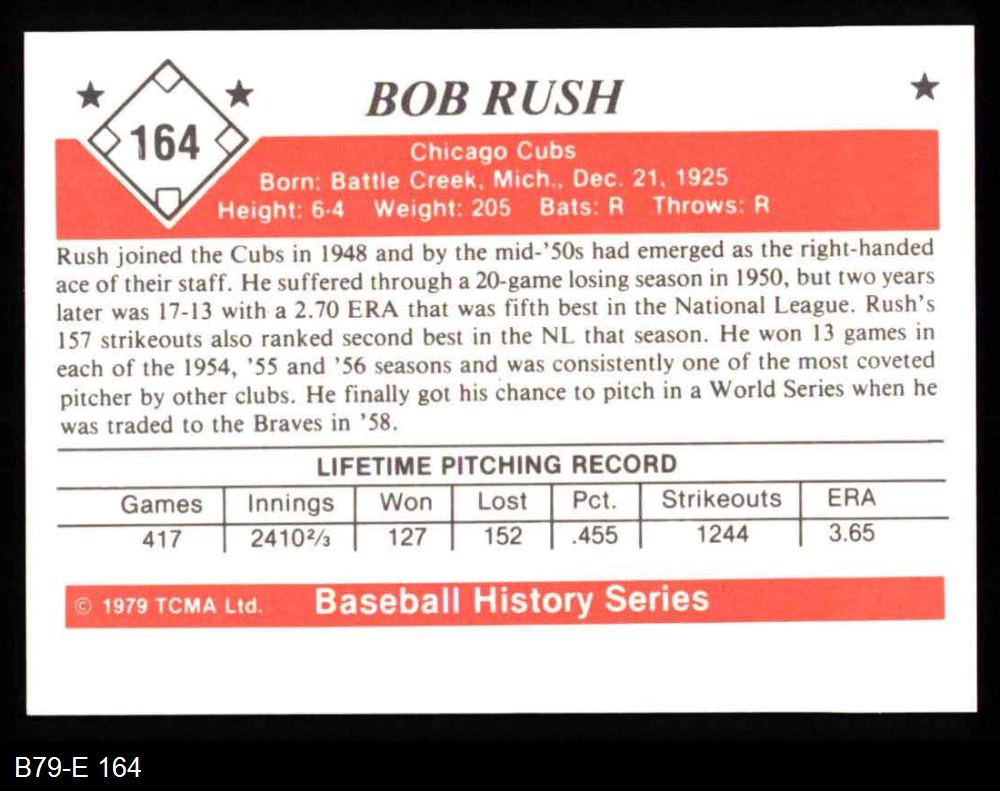 164
BOB RUSH
Chicago Cubs
Born: Battle Creek, Mich., Dec. 21, 1925
Height: 6-4 Weight: 205 Bats: R Throws: R
Rush joined the Cubs in 1948 and by the mid-'50s had emerged as the right-handed
ace of their staff. He suffered through a 20-game losing season in 1950, but two years
later was 17-13 with a 2.70 ERA that was fifth best in the National League. Rush's
157 strikeouts also ranked second best in the NL that season. He won 13 games in
each of the 1954, '55 and '56 seasons and was consistently one of the most coveted
pitcher by other clubs. He finally got his chance to pitch in a World Series when he
was traded to the Braves in '58.
LIFETIME PITCHING RECORD
Games Innings Won Lost Pct. Strikeouts ERA
417 2410⅔ 127 152 .455 1244 3.65
© 1979 TCMA Ltd. Baseball History Series
B79-E 164